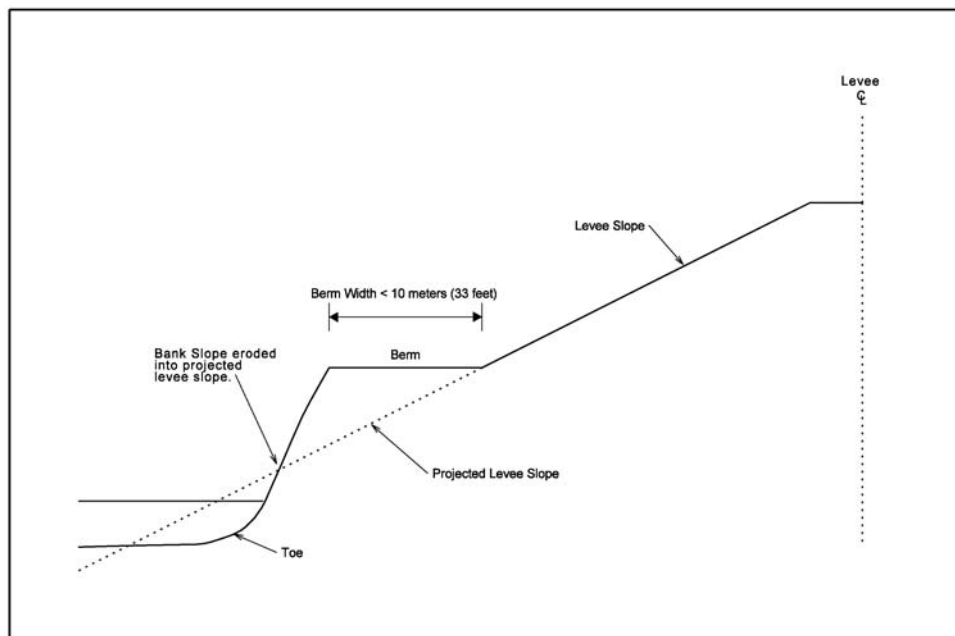 Levee
℄
Levee Slope
Berm Width < 10 meters (33 feet)
Bank Slope eroded
into projected
levee slope.
Berm
Projected Levee Slope
Toe